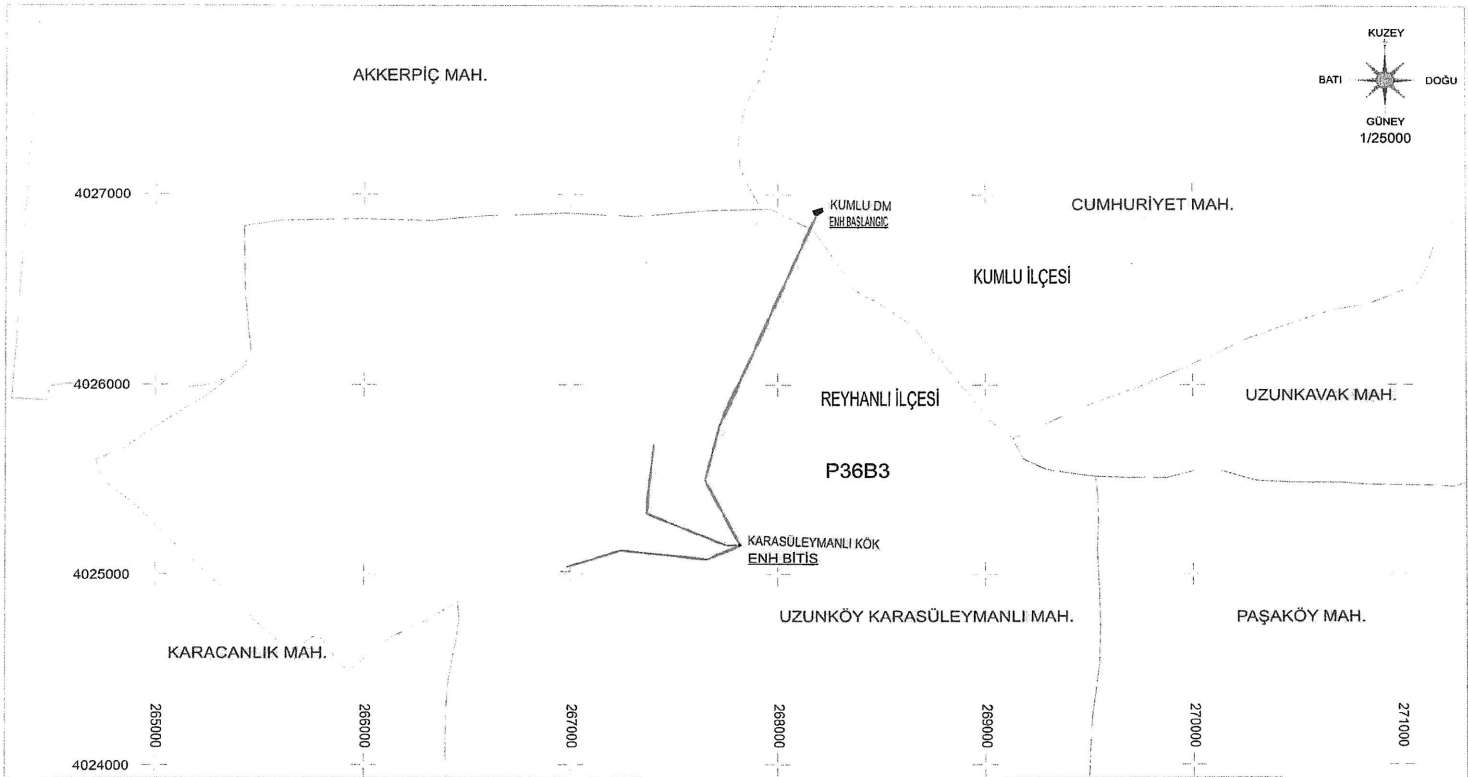 AKKERPİÇ MAH.
KUZEY
BATI
DOĞU
GÜNEY
1/25000
4027000
KUMLU DM
ENH BAŞLANGIÇ
CUMHURİYET MAH.
KUMLU İLÇESİ
4026000
REYHANLI İLÇESİ
UZUNKAVAK MAH.
P36B3
KARASÜLEYMANLI KÖK
ENH BİTİŞ
4025000
UZUNKÖY KARASÜLEYMANLI MAH.
PAŞAKÖY MAH.
KARACANLIK MAH.
265000
266000
267000
268000
269000
270000
271000
4024000